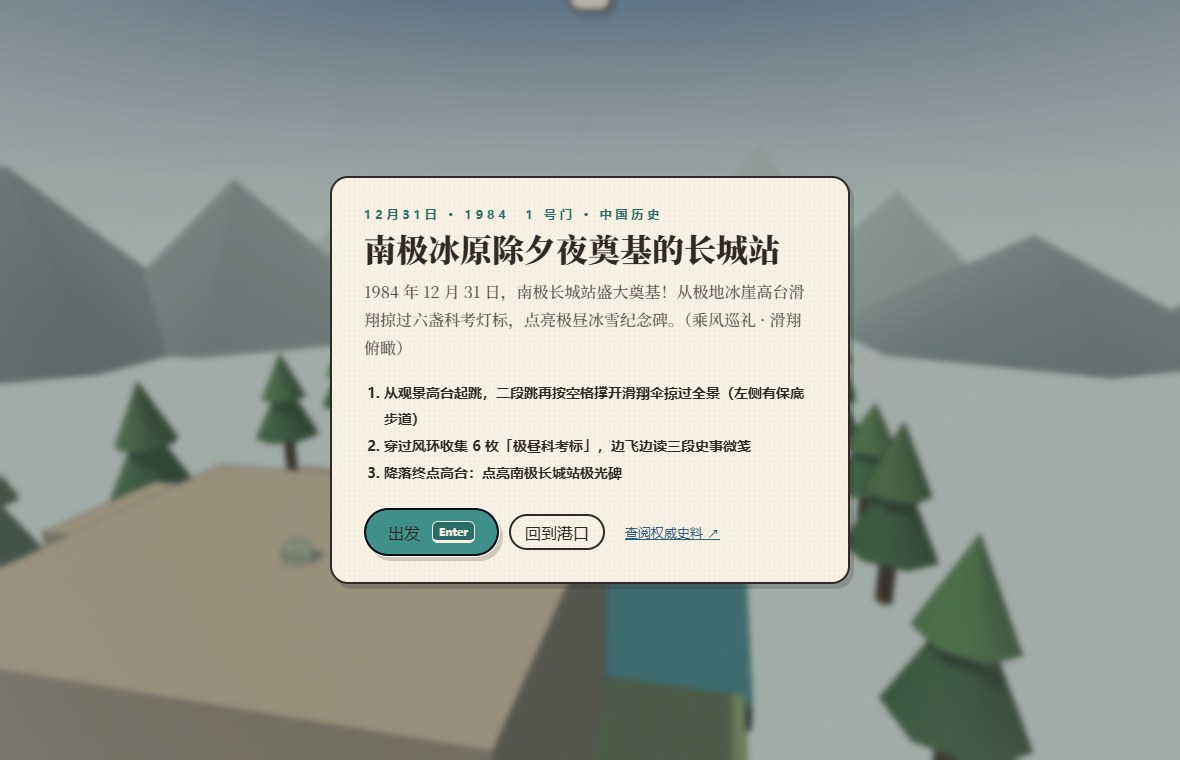 12月31日 · 1984 1 号门 · 中国历史
南极冰原除夕夜奠基的长城站
1984 年 12 月 31 日，南极长城站盛大奠基！从极地冰崖高台滑
翔掠过六盏科考灯标，点亮极昼冰雪纪念碑。（乘风巡礼 · 滑翔
俯瞰）
1. 从观景高台起跳，二段跳再按空格撑开滑翔伞掠过全景（左侧有保底
步道）
2. 穿过风环收集 6 枚「极昼科考标」，边飞边读三段史事微笺
3. 降落终点高台：点亮南极长城站极光碑
出发 Enter 回到港口 查阅权威史料 ↗